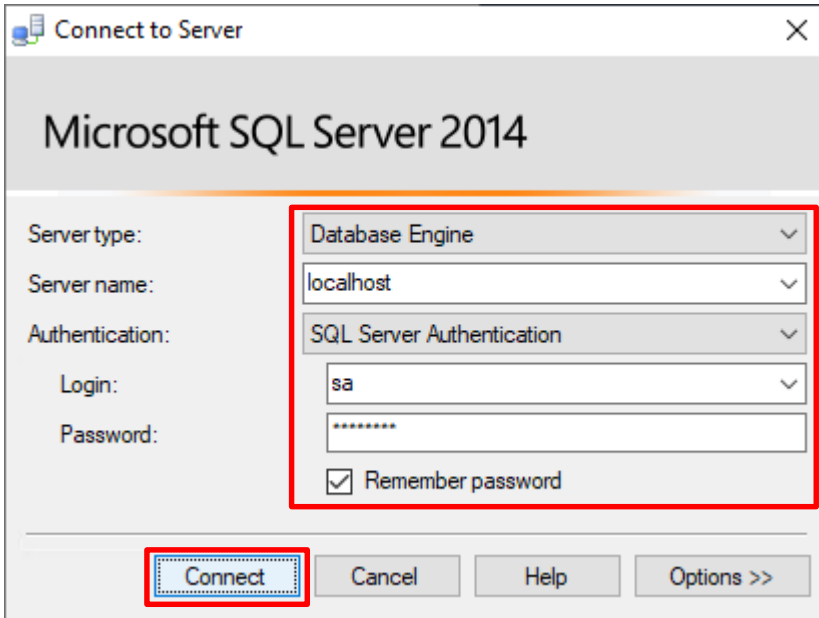 Connect to Server
Microsoft SQL Server 2014
Server type: Database Engine
Server name: localhost
Authentication: SQL Server Authentication
Login: sa
Password: ********
Remember password
Connect Cancel Help Options >>